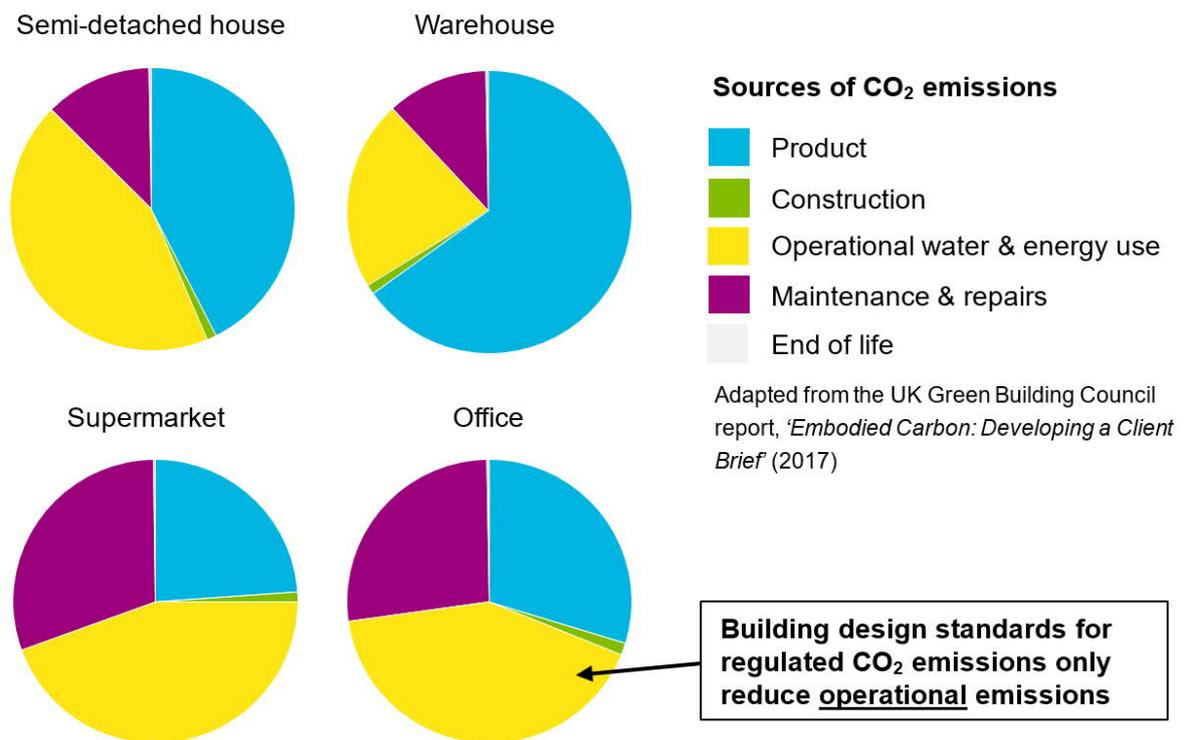 Semi-detached house
Warehouse
Sources of CO₂ emissions
Product
Construction
Operational water & energy use
Maintenance & repairs
End of life
Adapted from the UK Green Building Council
report, ‘Embodied Carbon: Developing a Client
Brief’ (2017)
Supermarket
Office
Building design standards for
regulated CO₂ emissions only
reduce operational emissions